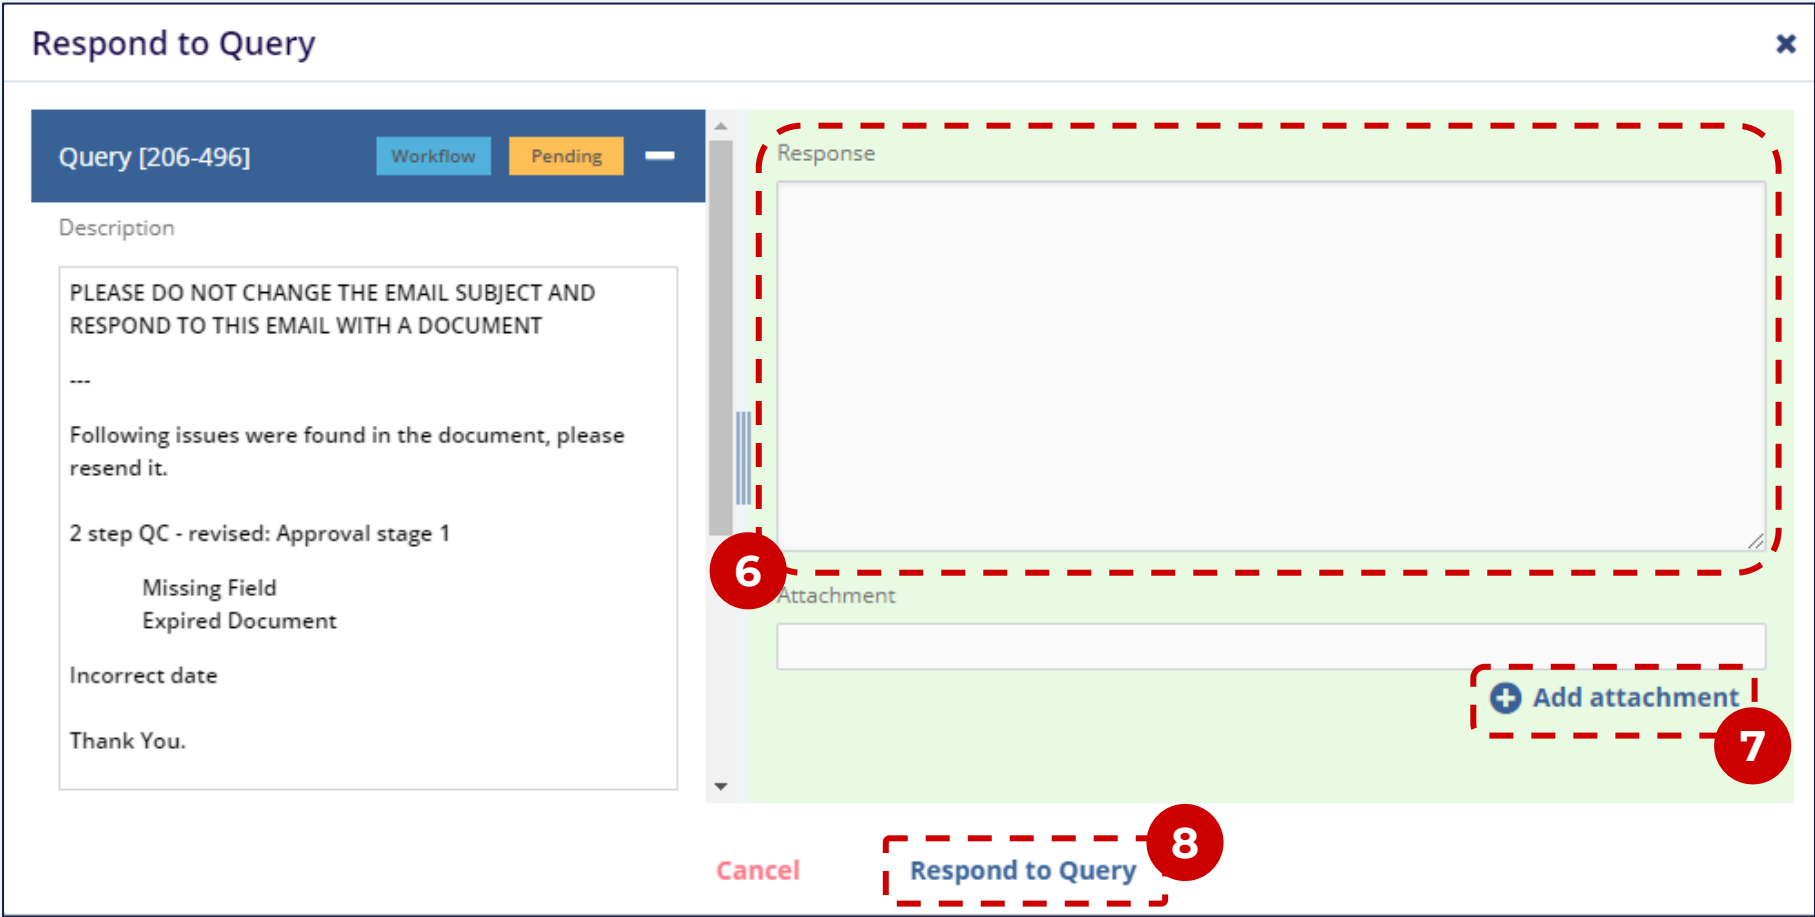 Respond to Query
Query [206-496]
Workflow
Pending
Description
PLEASE DO NOT CHANGE THE EMAIL SUBJECT AND
RESPOND TO THIS EMAIL WITH A DOCUMENT
---
Following issues were found in the document, please
resend it.
2 step QC - revised: Approval stage 1
Missing Field
Expired Document
Incorrect date
Thank You.
Response
6
Attachment
Add attachment
7
Cancel
Respond to Query
8